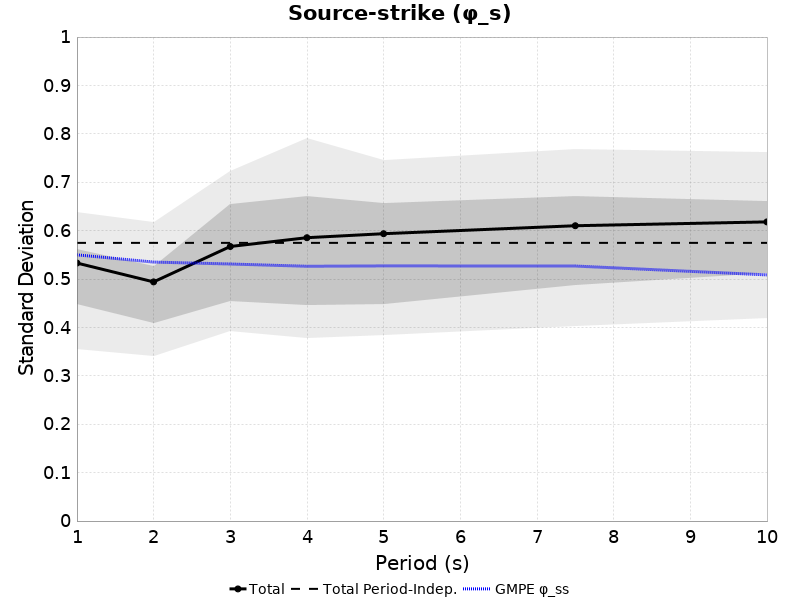 Source-strike (φ_s)
Standard Deviation
1
0.9
0.8
0.7
0.6
0.5
0.4
0.3
0.2
0.1
0
1 2 3 4 5 6 7 8 9 10
Period (s)
Total Total Period-Indep. GMPE φ_ss